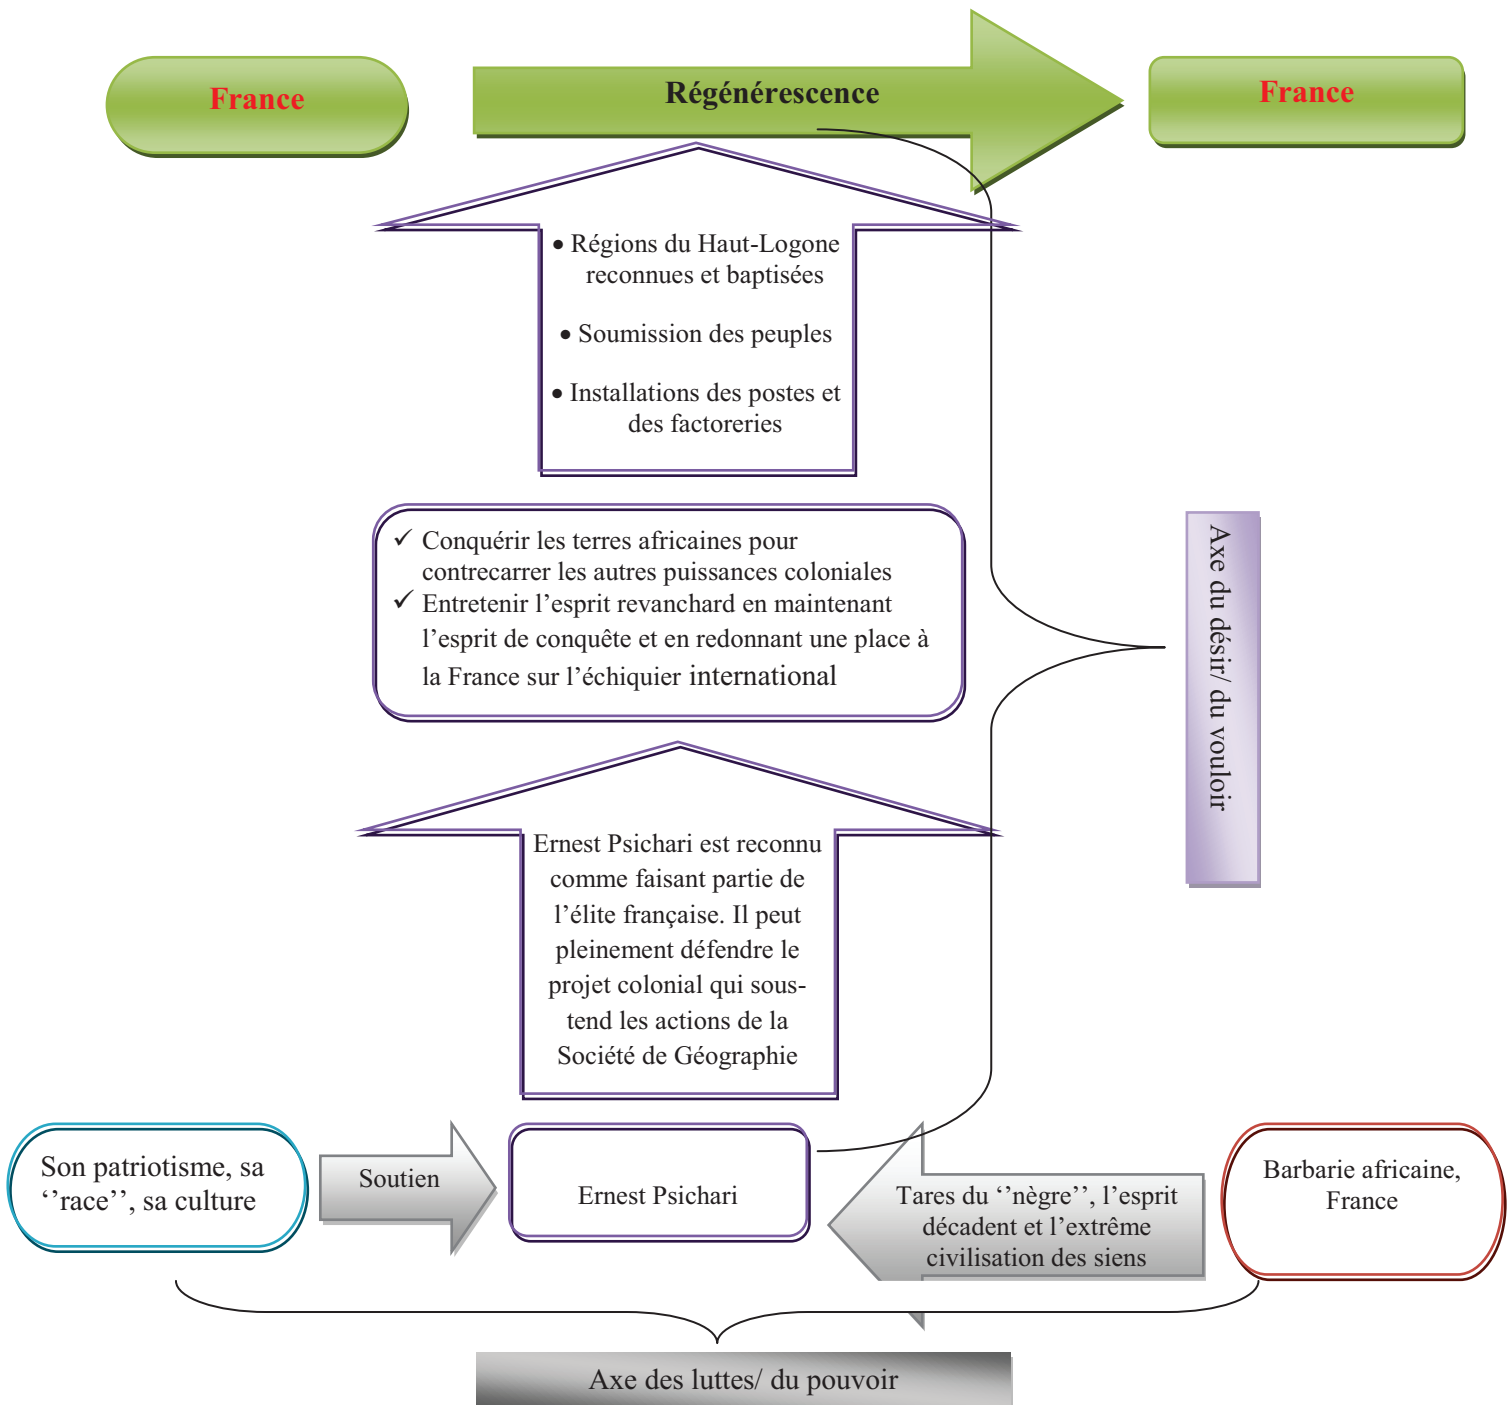 France
Régénérescence
France
• Régions du Haut-Logone
reconnues et baptisées
• Soumission des peuples
• Installations des postes et
des factoreries
✓ Conquérir les terres africaines pour
contrecarrer les autres puissances coloniales
✓ Entretenir l’esprit revanchard en maintenant
l’esprit de conquête et en redonnant une place à
la France sur l’échiquier international
Axe du désir/ du vouloir
Ernest Psichari est reconnu
comme faisant partie de
l’élite française. Il peut
pleinement défendre le
projet colonial qui sous-
tend les actions de la
Société de Géographie
Son patriotisme, sa
‘’race’’, sa culture
Soutien
Ernest Psichari
Tares du ‘’nègre’’, l’esprit
décadent et l’extrême
civilisation des siens
Barbarie africaine,
France
Axe des luttes/ du pouvoir